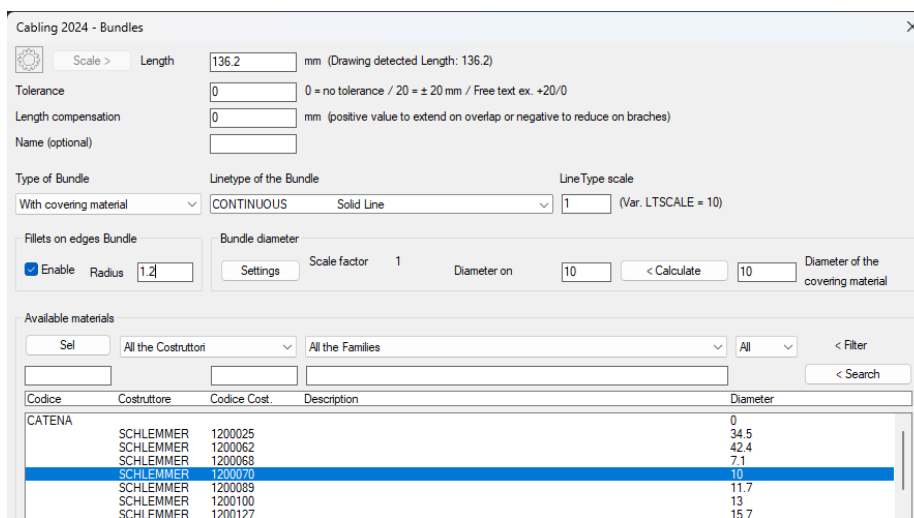 Cabling 2024 - Bundles
Scale > Length 136.2 mm (Drawing detected Length: 136.2)
Tolerance 0 0 = no tolerance / 20 = ± 20 mm / Free text ex. +20/0
Length compensation 0 mm (positive value to extend on overlap or negative to reduce on braches)
Name (optional)
Type of Bundle Linetype of the Bundle LineType scale
With covering material CONTINUOUS Solid Line 1 (Var. LTSCALE = 10)
Fillets on edges Bundle Bundle diameter
Enable Radius 1.2 Settings Scale factor 1 Diameter on 10 < Calculate 10 Diameter of the
covering material
Available materials
Sel All the Costruttori All the Families All < Filter
< Search
Codice Costruttore Codice Cost. Description Diameter
CATENA 0
SCHLEMMER 1200025 34.5
SCHLEMMER 1200062 42.4
SCHLEMMER 1200068 7.1
SCHLEMMER 1200070 10
SCHLEMMER 1200089 11.7
SCHLEMMER 1200100 13
SCHLEMMER 1200127 15.7